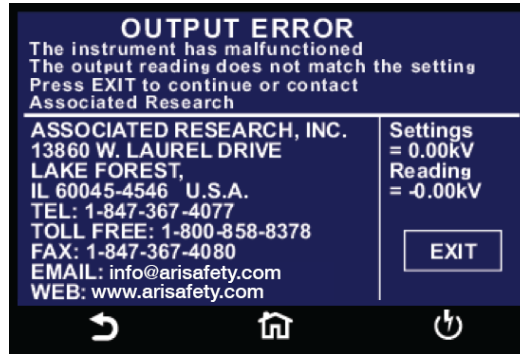 OUTPUT ERROR
The instrument has malfunctioned
The output reading does not match the setting
Press EXIT to continue or contact
Associated Research
ASSOCIATED RESEARCH, INC.
13860 W. LAUREL DRIVE
LAKE FOREST,
IL 60045-4546 U.S.A.
TEL: 1-847-367-4077
TOLL FREE: 1-800-858-8378
FAX: 1-847-367-4080
EMAIL: info@arisafety.com
WEB: www.arisafety.com
Settings
= 0.00kV
Reading
= -0.00kV
EXIT